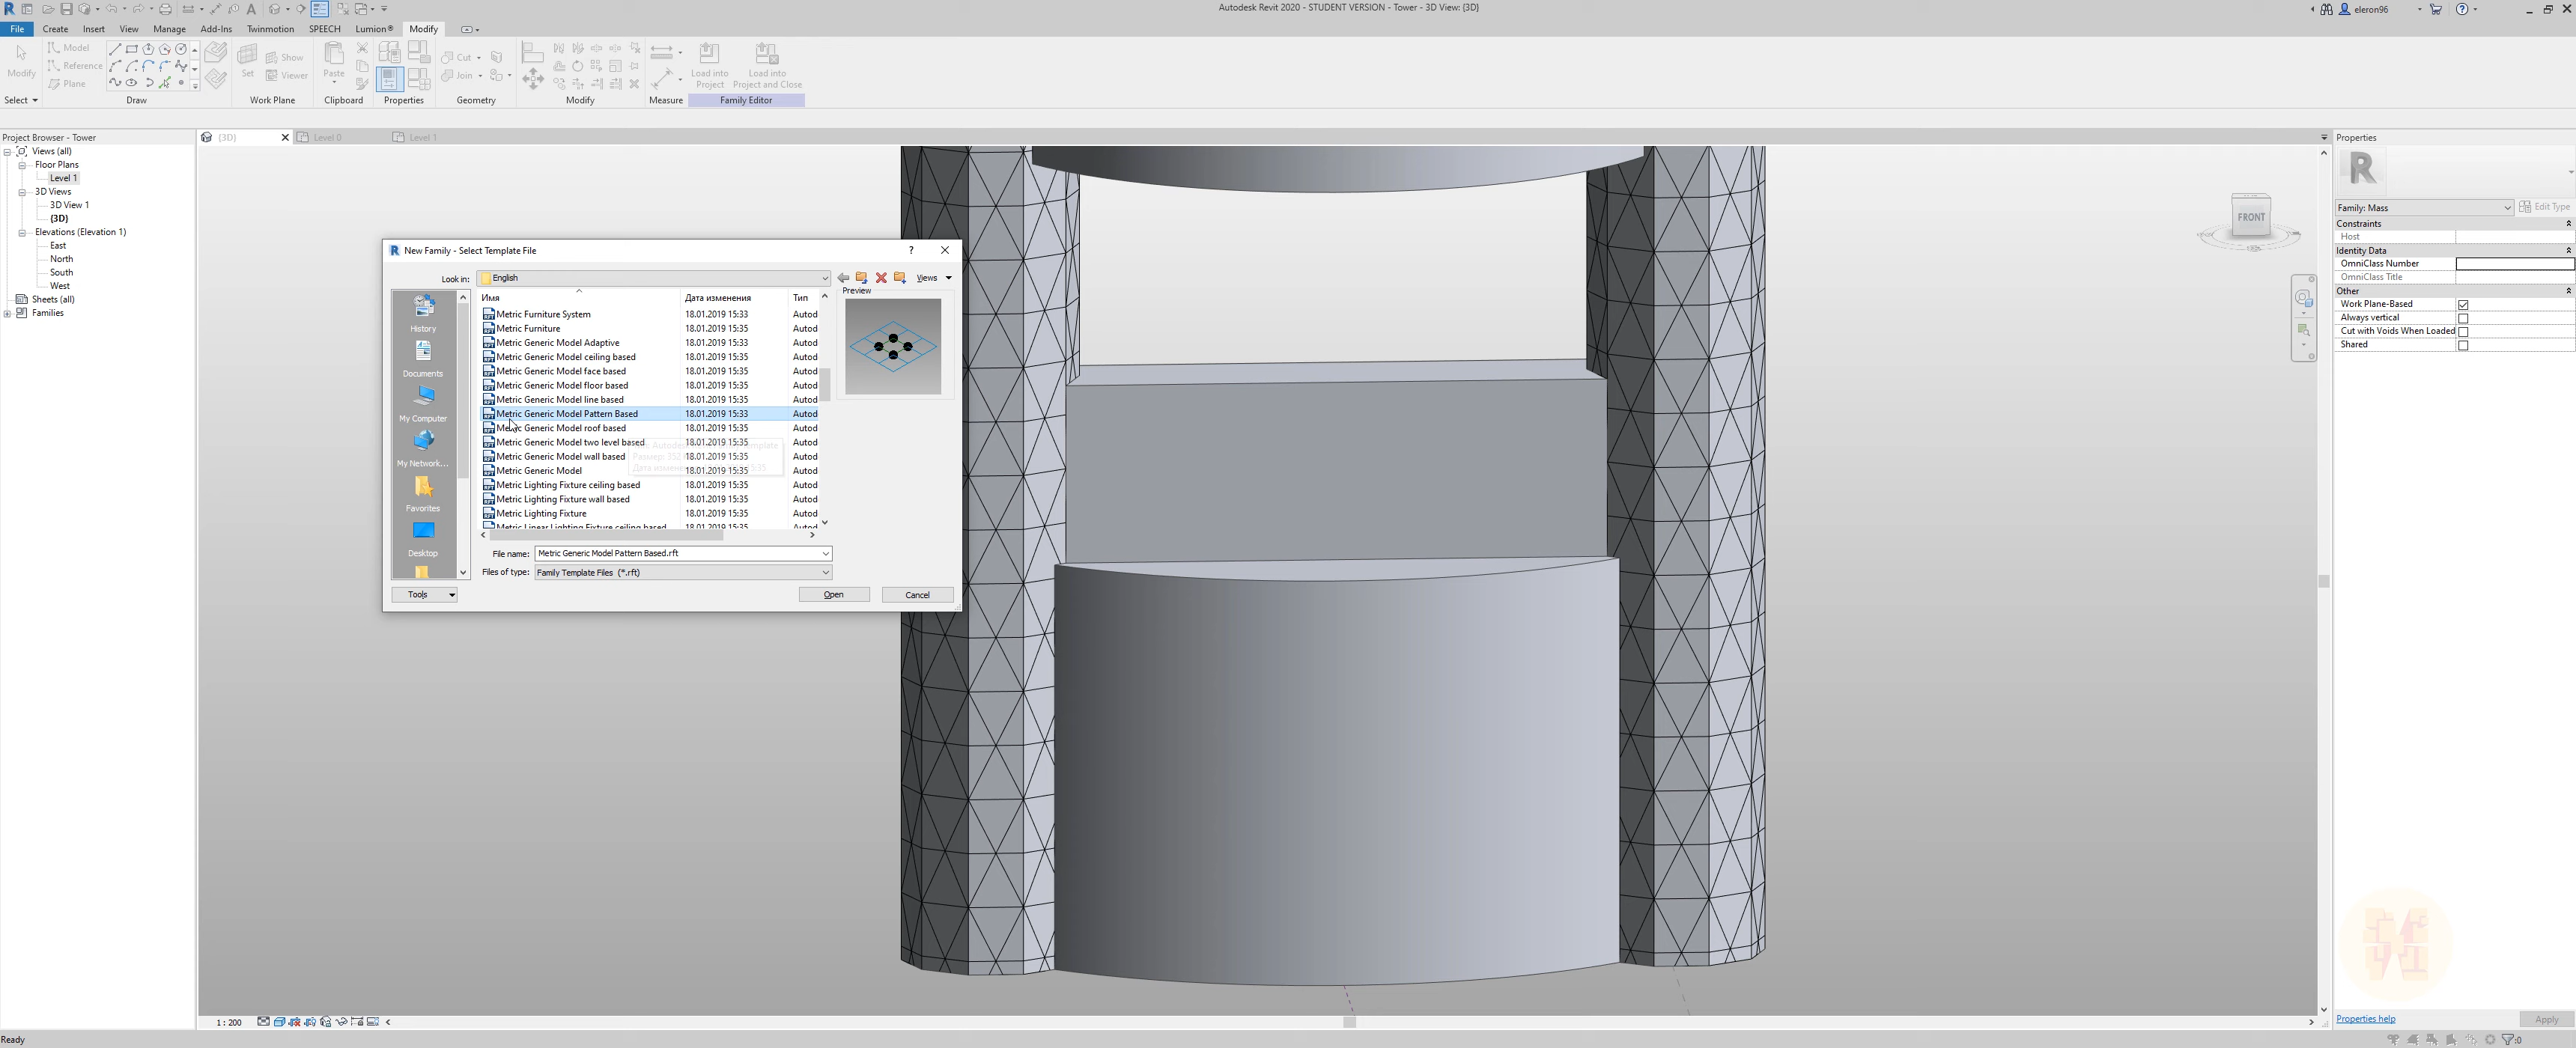 Autodesk Revit 2020 - STUDENT VERSION - Tower - 3D View: {3D}
eleron96
File Create Insert View Manage Add-Ins Twinmotion SPEECH Lumion® Modify
Modify
Model
Reference
Plane
Set
Show
Viewer
Paste
Cut
Join
Load into Project
Load into Project and Close
Select Draw Work Plane Clipboard Properties Geometry Modify Measure Family Editor
Project Browser - Tower
Views (all)
Floor Plans
Level 1
3D Views
3D View 1
{3D}
Elevations (Elevation 1)
East
North
South
West
Sheets (all)
Families
{3D}
Level 0
Level 1
FRONT
New Family - Select Template File
Look in: English
Views
History
Documents
My Computer
My Network...
Favorites
Desktop
Имя Дата изменения Тип
Metric Furniture System 18.01.2019 15:33 Autod
Metric Furniture 18.01.2019 15:35 Autod
Metric Generic Model Adaptive 18.01.2019 15:33 Autod
Metric Generic Model ceiling based 18.01.2019 15:35 Autod
Metric Generic Model face based 18.01.2019 15:35 Autod
Metric Generic Model floor based 18.01.2019 15:35 Autod
Metric Generic Model line based 18.01.2019 15:35 Autod
Metric Generic Model Pattern Based 18.01.2019 15:33 Autod
Metric Generic Model roof based 18.01.2019 15:35 Autod
Metric Generic Model two level based 18.01.2019 15:35 Autod
Metric Generic Model wall based 18.01.2019 15:35 Autod
Metric Generic Model 18.01.2019 15:35 Autod
Metric Lighting Fixture ceiling based 18.01.2019 15:35 Autod
Metric Lighting Fixture wall based 18.01.2019 15:35 Autod
Metric Lighting Fixture 18.01.2019 15:35 Autod
Metric Linear Lighting Fixture ceiling based 18.01.2019 15:35 Autod
Preview
File name: Metric Generic Model Pattern Based.rft
Files of type: Family Template Files (*.rft)
Tools
Open
Cancel
Properties
Family: Mass
Edit Type
Constraints
Host
Identity Data
OmniClass Number
OmniClass Title
Other
Work Plane-Based
Always vertical
Cut with Voids When Loaded
Shared
Properties help
Apply
1 : 200
Ready
:0